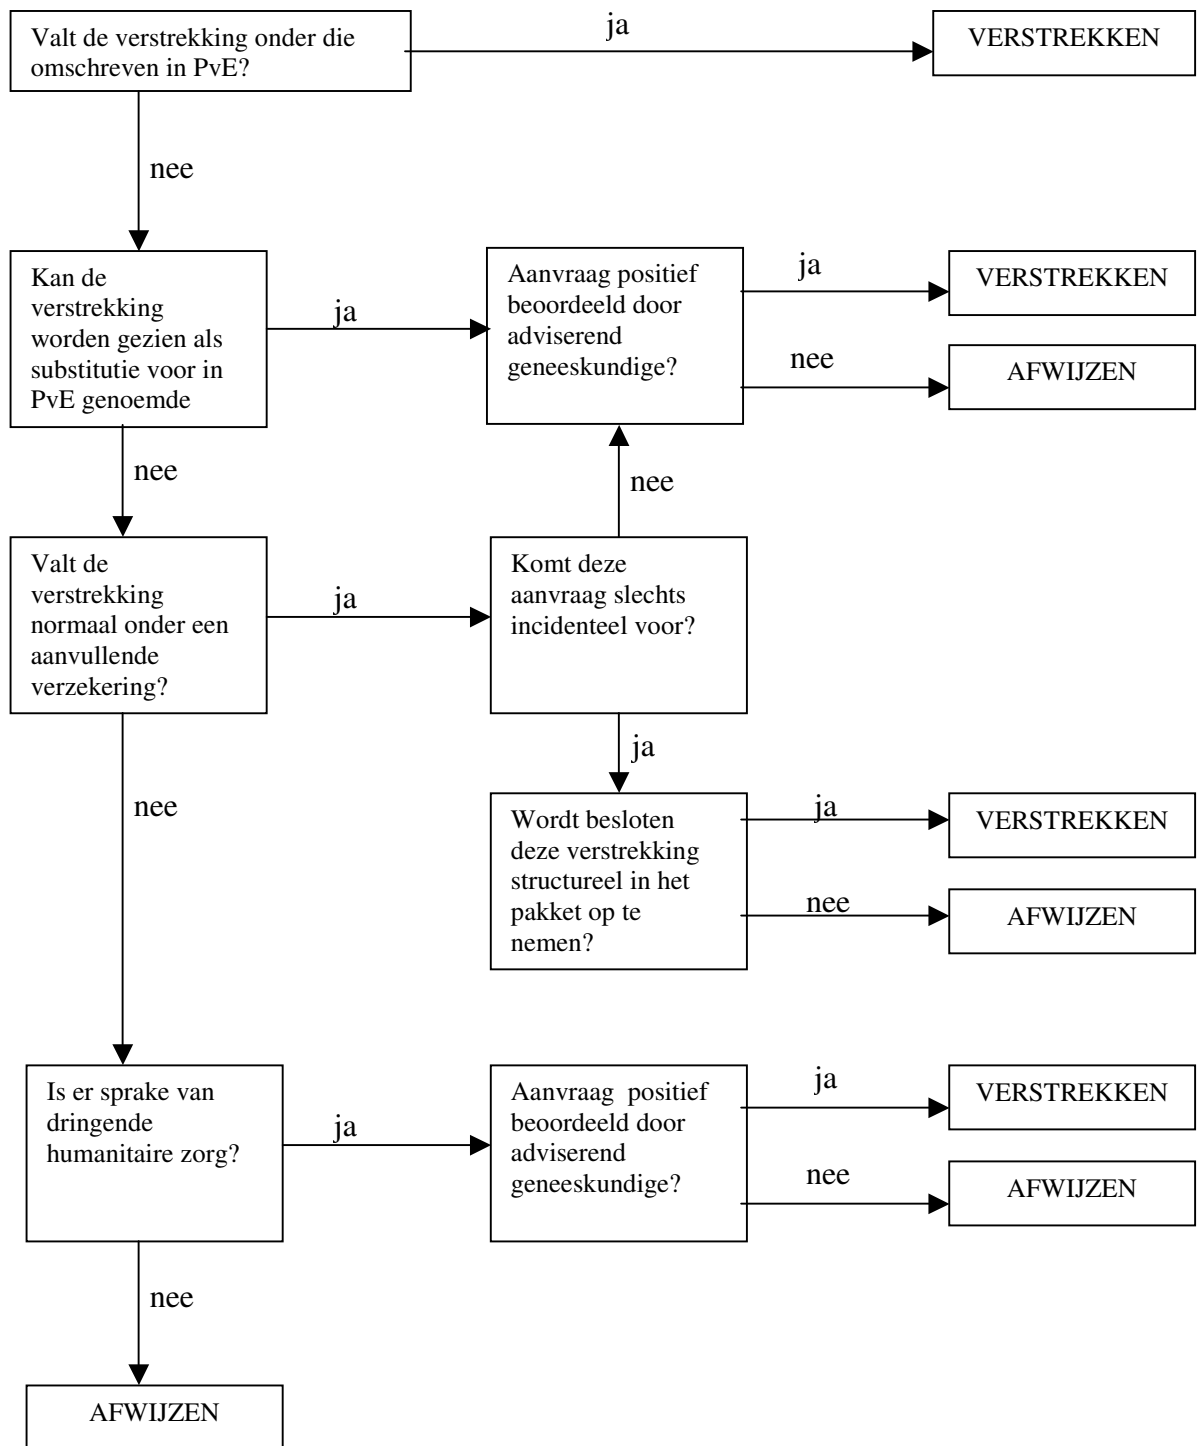 Valt de verstrekking onder die
omschreven in PvE?
ja
VERSTREKKEN
nee
Kan de
verstrekking
worden gezien als
substitutie voor in
PvE genoemde
ja
Aanvraag positief
beoordeeld door
adviserend
geneeskundige?
ja
VERSTREKKEN
nee
AFWIJZEN
nee
nee
Valt de
verstrekking
normaal onder een
aanvullende
verzekering?
ja
Komt deze
aanvraag slechts
incidenteel voor?
ja
nee
Wordt besloten
deze verstrekking
structureel in het
pakket op te
nemen?
ja
VERSTREKKEN
nee
AFWIJZEN
Is er sprake van
dringende
humanitaire zorg?
ja
Aanvraag positief
beoordeeld door
adviserend
geneeskundige?
ja
VERSTREKKEN
nee
AFWIJZEN
nee
AFWIJZEN